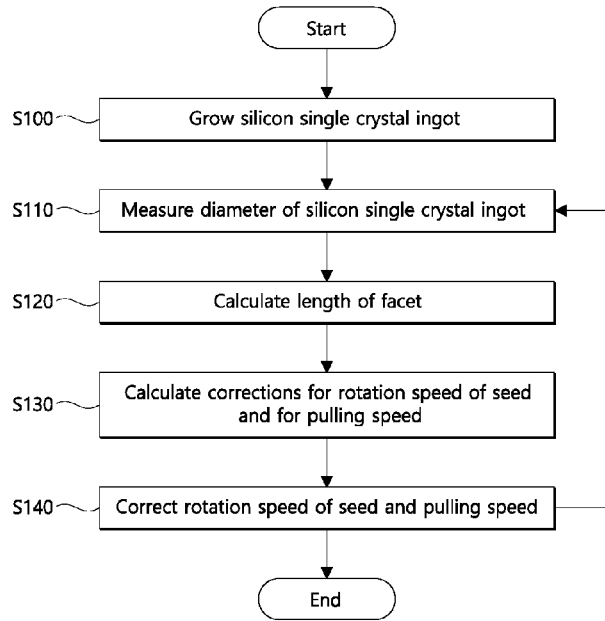 Start
S100 Grow silicon single crystal ingot
S110 Measure diameter of silicon single crystal ingot
S120 Calculate length of facet
S130 Calculate corrections for rotation speed of seed
and for pulling speed
S140 Correct rotation speed of seed and pulling speed
End